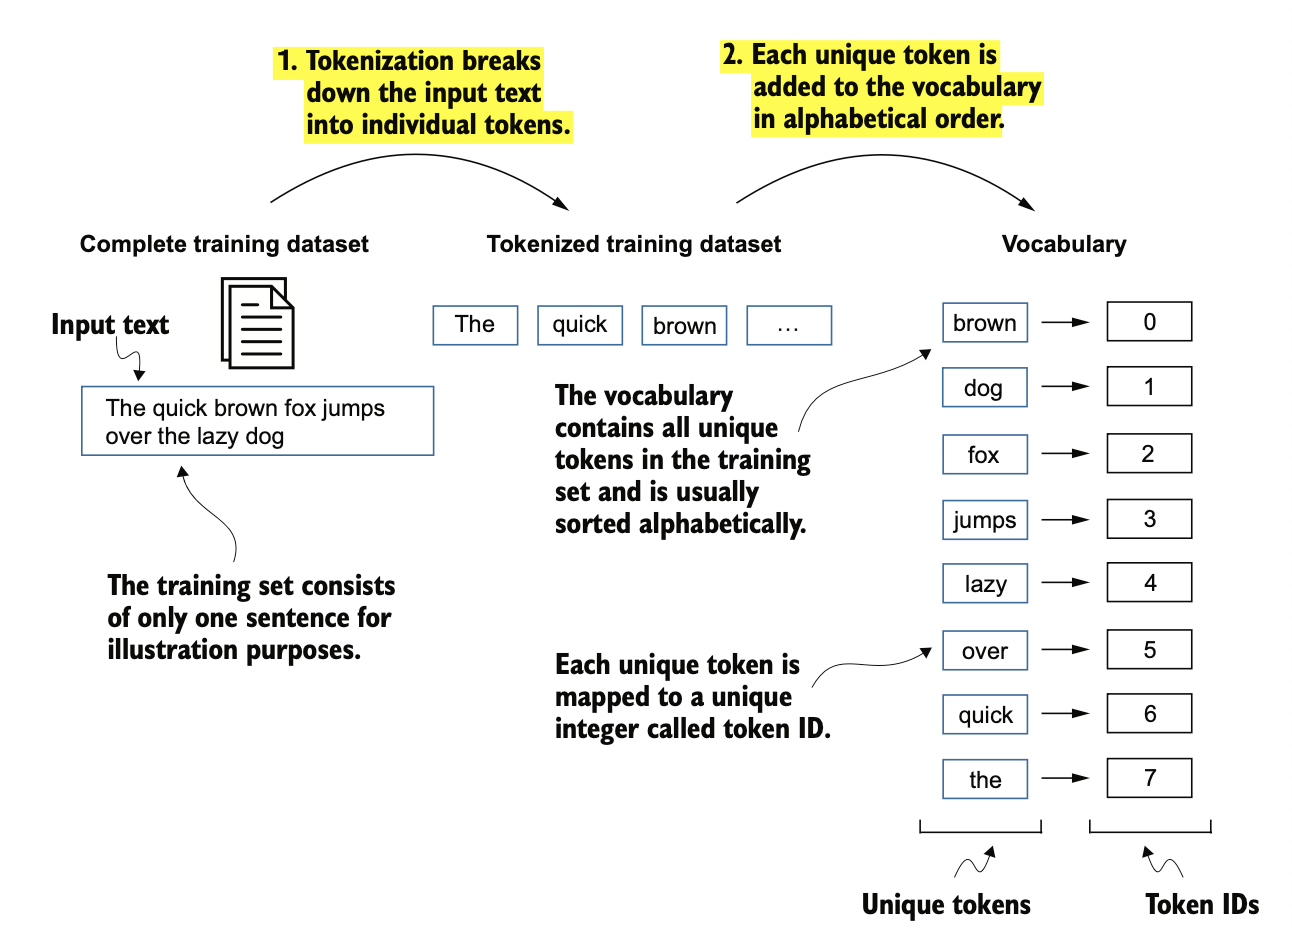 1. Tokenization breaks
down the input text
into individual tokens.
2. Each unique token is
added to the vocabulary
in alphabetical order.
Complete training dataset
Tokenized training dataset
Vocabulary
Input text
The quick brown fox jumps
over the lazy dog
The training set consists
of only one sentence for
illustration purposes.
The quick brown ...
The vocabulary
contains all unique
tokens in the training
set and is usually
sorted alphabetically.
Each unique token is
mapped to a unique
integer called token ID.
brown 0
dog 1
fox 2
jumps 3
lazy 4
over 5
quick 6
the 7
Unique tokens
Token IDs